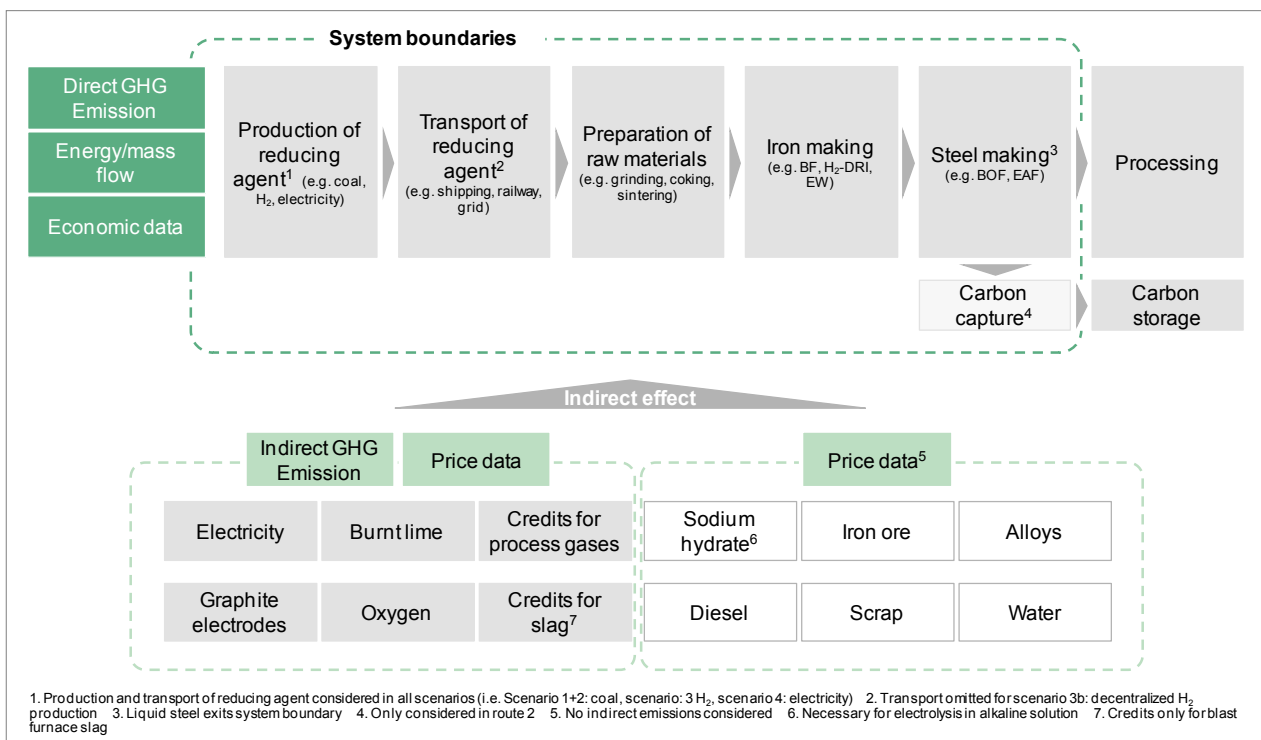 System boundaries
Direct GHG
Emission
Energy/mass
flow
Economic data
Production of
reducing
agent1 (e.g. coal,
H2, electricity)
Transport of
reducing
agent2
(e.g. shipping, railway,
grid)
Preparation of
raw materials
(e.g. grinding, coking,
sintering)
Iron making
(e.g. BF, H2-DRI,
EW)
Steel making3
(e.g. BOF, EAF)
Processing
Carbon
capture4
Carbon
storage
Indirect effect
Indirect GHG
Emission
Price data
Price data5
Electricity
Burnt lime
Credits for
process gases
Sodium
hydrate6
Iron ore
Alloys
Graphite
electrodes
Oxygen
Credits for
slag7
Diesel
Scrap
Water
1. Production and transport of reducing agent considered in all scenarios (i.e. Scenario 1+2: coal, scenario: 3 H2, scenario 4: electricity) 2. Transport omitted for scenario 3b: decentralized H2
production 3. Liquid steel exits system boundary 4. Only considered in route 2 5. No indirect emissions considered 6. Necessary for electrolysis in alkaline solution 7. Credits only for blast
furnace slag